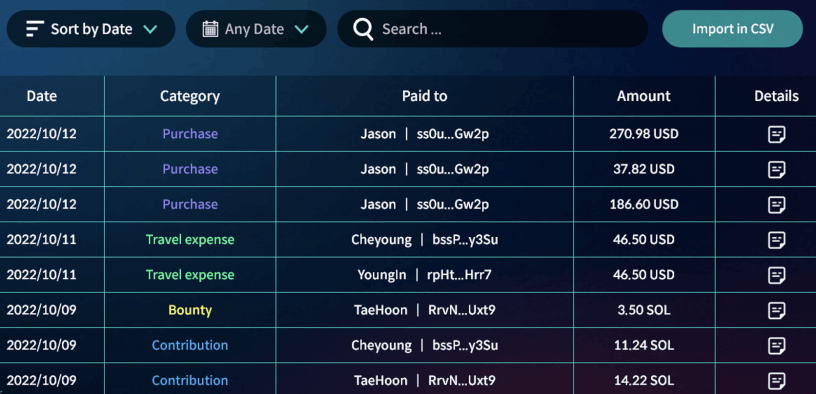 Sort by Date Any Date Search ... Import in CSV
Date Category Paid to Amount Details
2022/10/12 Purchase Jason | ss0u...Gw2p 270.98 USD
2022/10/12 Purchase Jason | ss0u...Gw2p 37.82 USD
2022/10/12 Purchase Jason | ss0u...Gw2p 186.60 USD
2022/10/11 Travel expense Cheyoung | bssP...y3Su 46.50 USD
2022/10/11 Travel expense YoungIn | rpHt...Hrr7 46.50 USD
2022/10/09 Bounty TaeHoon | RrvN...Uxt9 3.50 SOL
2022/10/09 Contribution Cheyoung | bssP...y3Su 11.24 SOL
2022/10/09 Contribution TaeHoon | RrvN...Uxt9 14.22 SOL